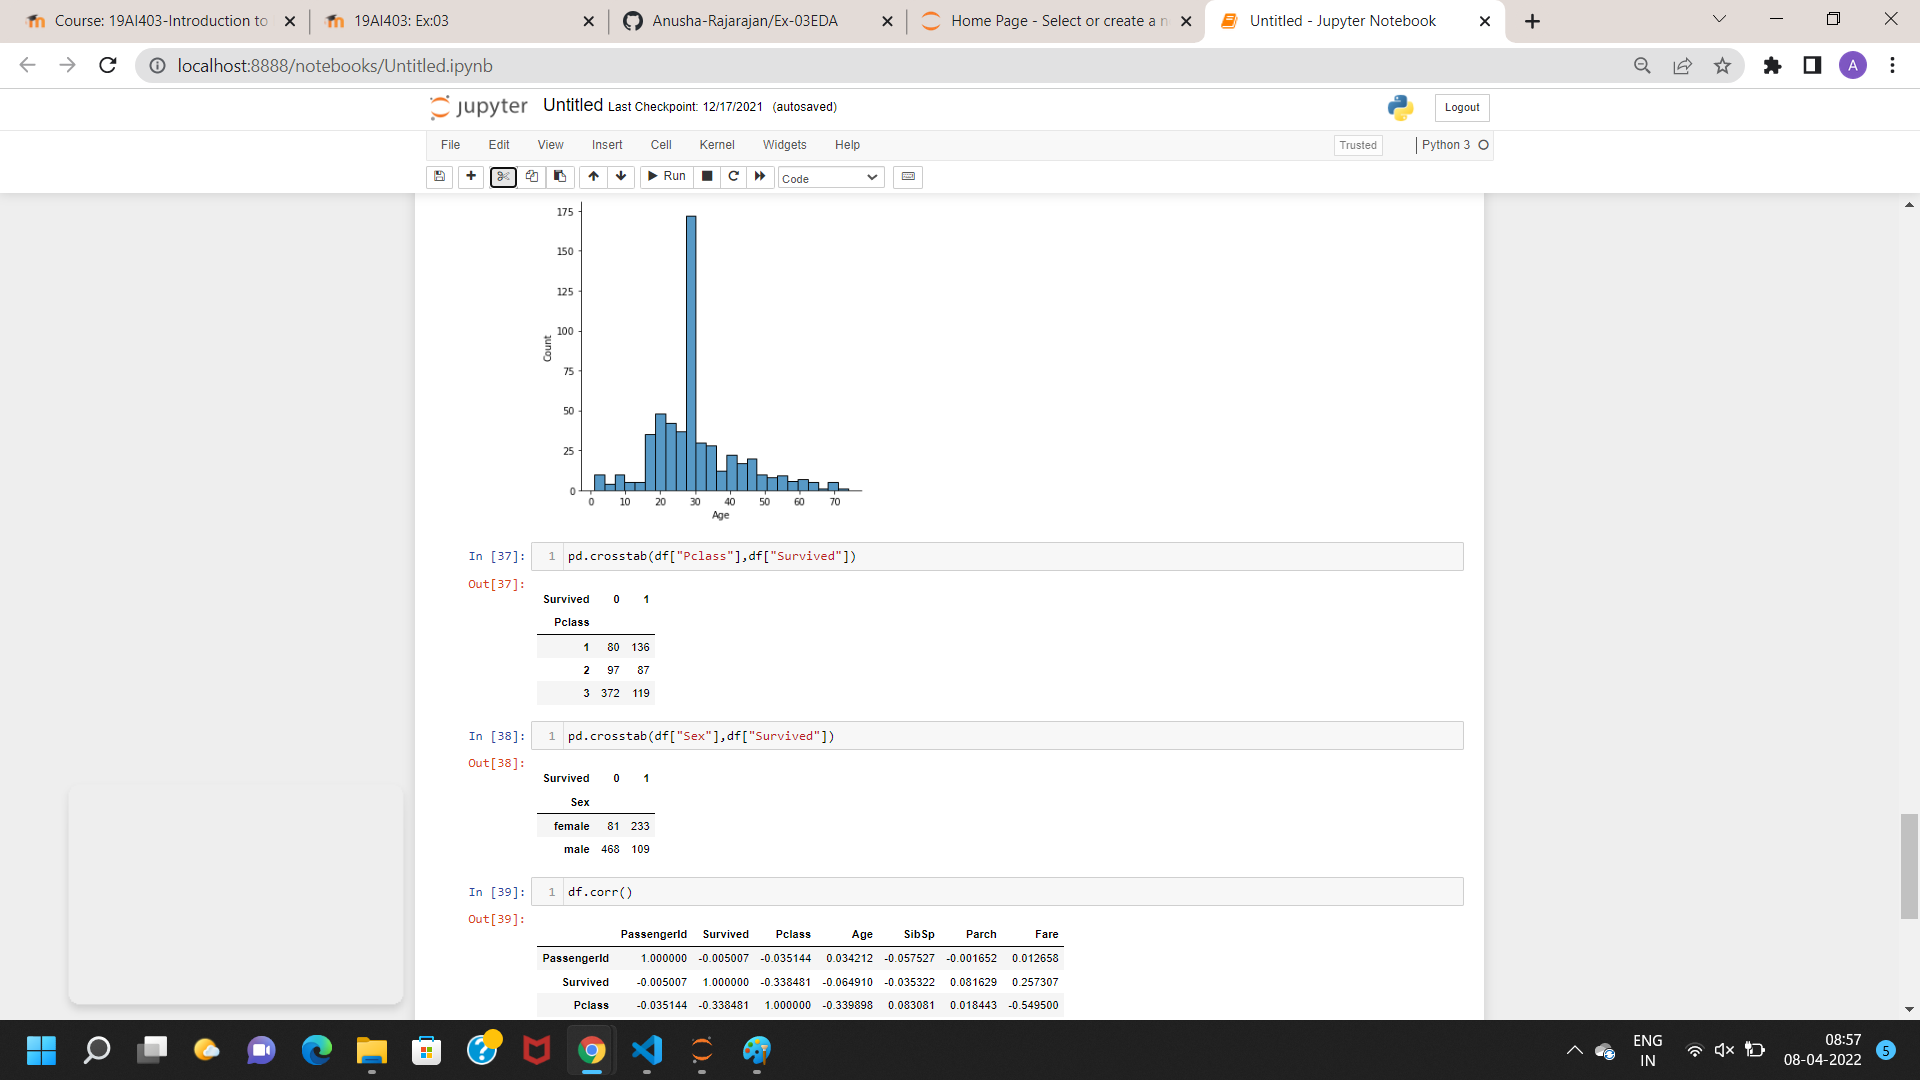 Course: 19AI403-Introduction to
19AI403: Ex:03
Anusha-Rajarajan/Ex-03EDA
Home Page - Select or create a n
Untitled - Jupyter Notebook
localhost:8888/notebooks/Untitled.ipynb
A
jupyter Untitled Last Checkpoint: 12/17/2021 (autosaved)
Logout
File Edit View Insert Cell Kernel Widgets Help
Trusted
Python 3
Run
Code
175
150
125
100
75
50
25
0
Count
0 10 20 30 40 50 60 70
Age
In [37]: 1 pd.crosstab(df["Pclass"],df["Survived"])
Out[37]:
Survived 0 1
Pclass
1 80 136
2 97 87
3 372 119
In [38]: 1 pd.crosstab(df["Sex"],df["Survived"])
Out[38]:
Survived 0 1
Sex
female 81 233
male 468 109
In [39]: 1 df.corr()
Out[39]:
PassengerId Survived Pclass Age SibSp Parch Fare
PassengerId 1.000000 -0.005007 -0.035144 0.034212 -0.057527 -0.001652 0.012658
Survived -0.005007 1.000000 -0.338481 -0.064910 -0.035322 0.081629 0.257307
Pclass -0.035144 -0.338481 1.000000 -0.339898 0.083081 0.018443 -0.549500
ENG
IN
08:57
08-04-2022
5